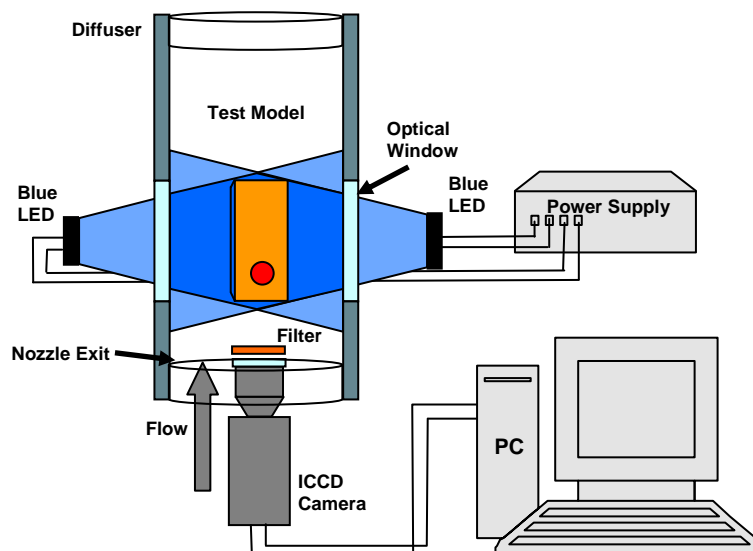 Diffuser
Test Model
Optical
Window
Blue
LED
Blue
LED
Power Supply
Filter
Nozzle Exit
Flow
ICCD
Camera
PC